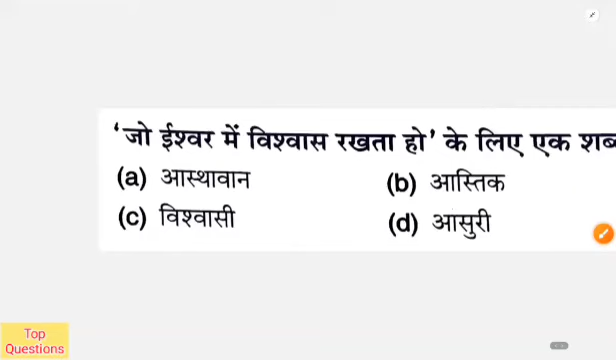 ‘जो ईश्वर में विश्वास रखता हो’ के लिए एक
(a) आस्थावान (b) आस्तिक
(c) विश्वासी (d) आसुरी
Top
Questions